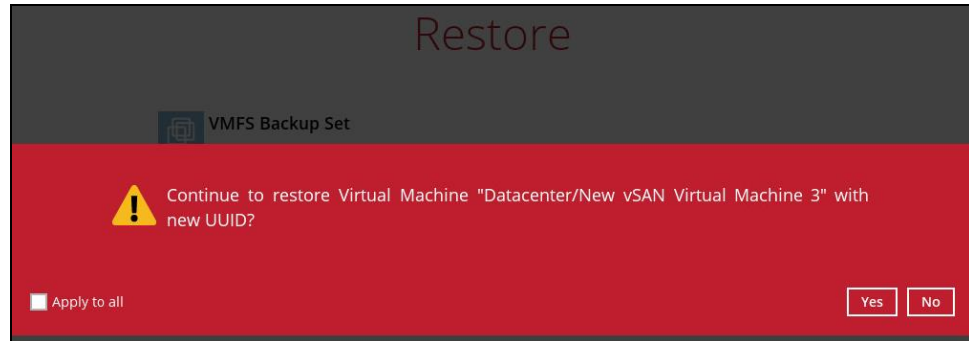 Restore
VMFS Backup Set
Continue to restore Virtual Machine "Datacenter/New vSAN Virtual Machine 3" with
new UUID?
Apply to all
Yes
No